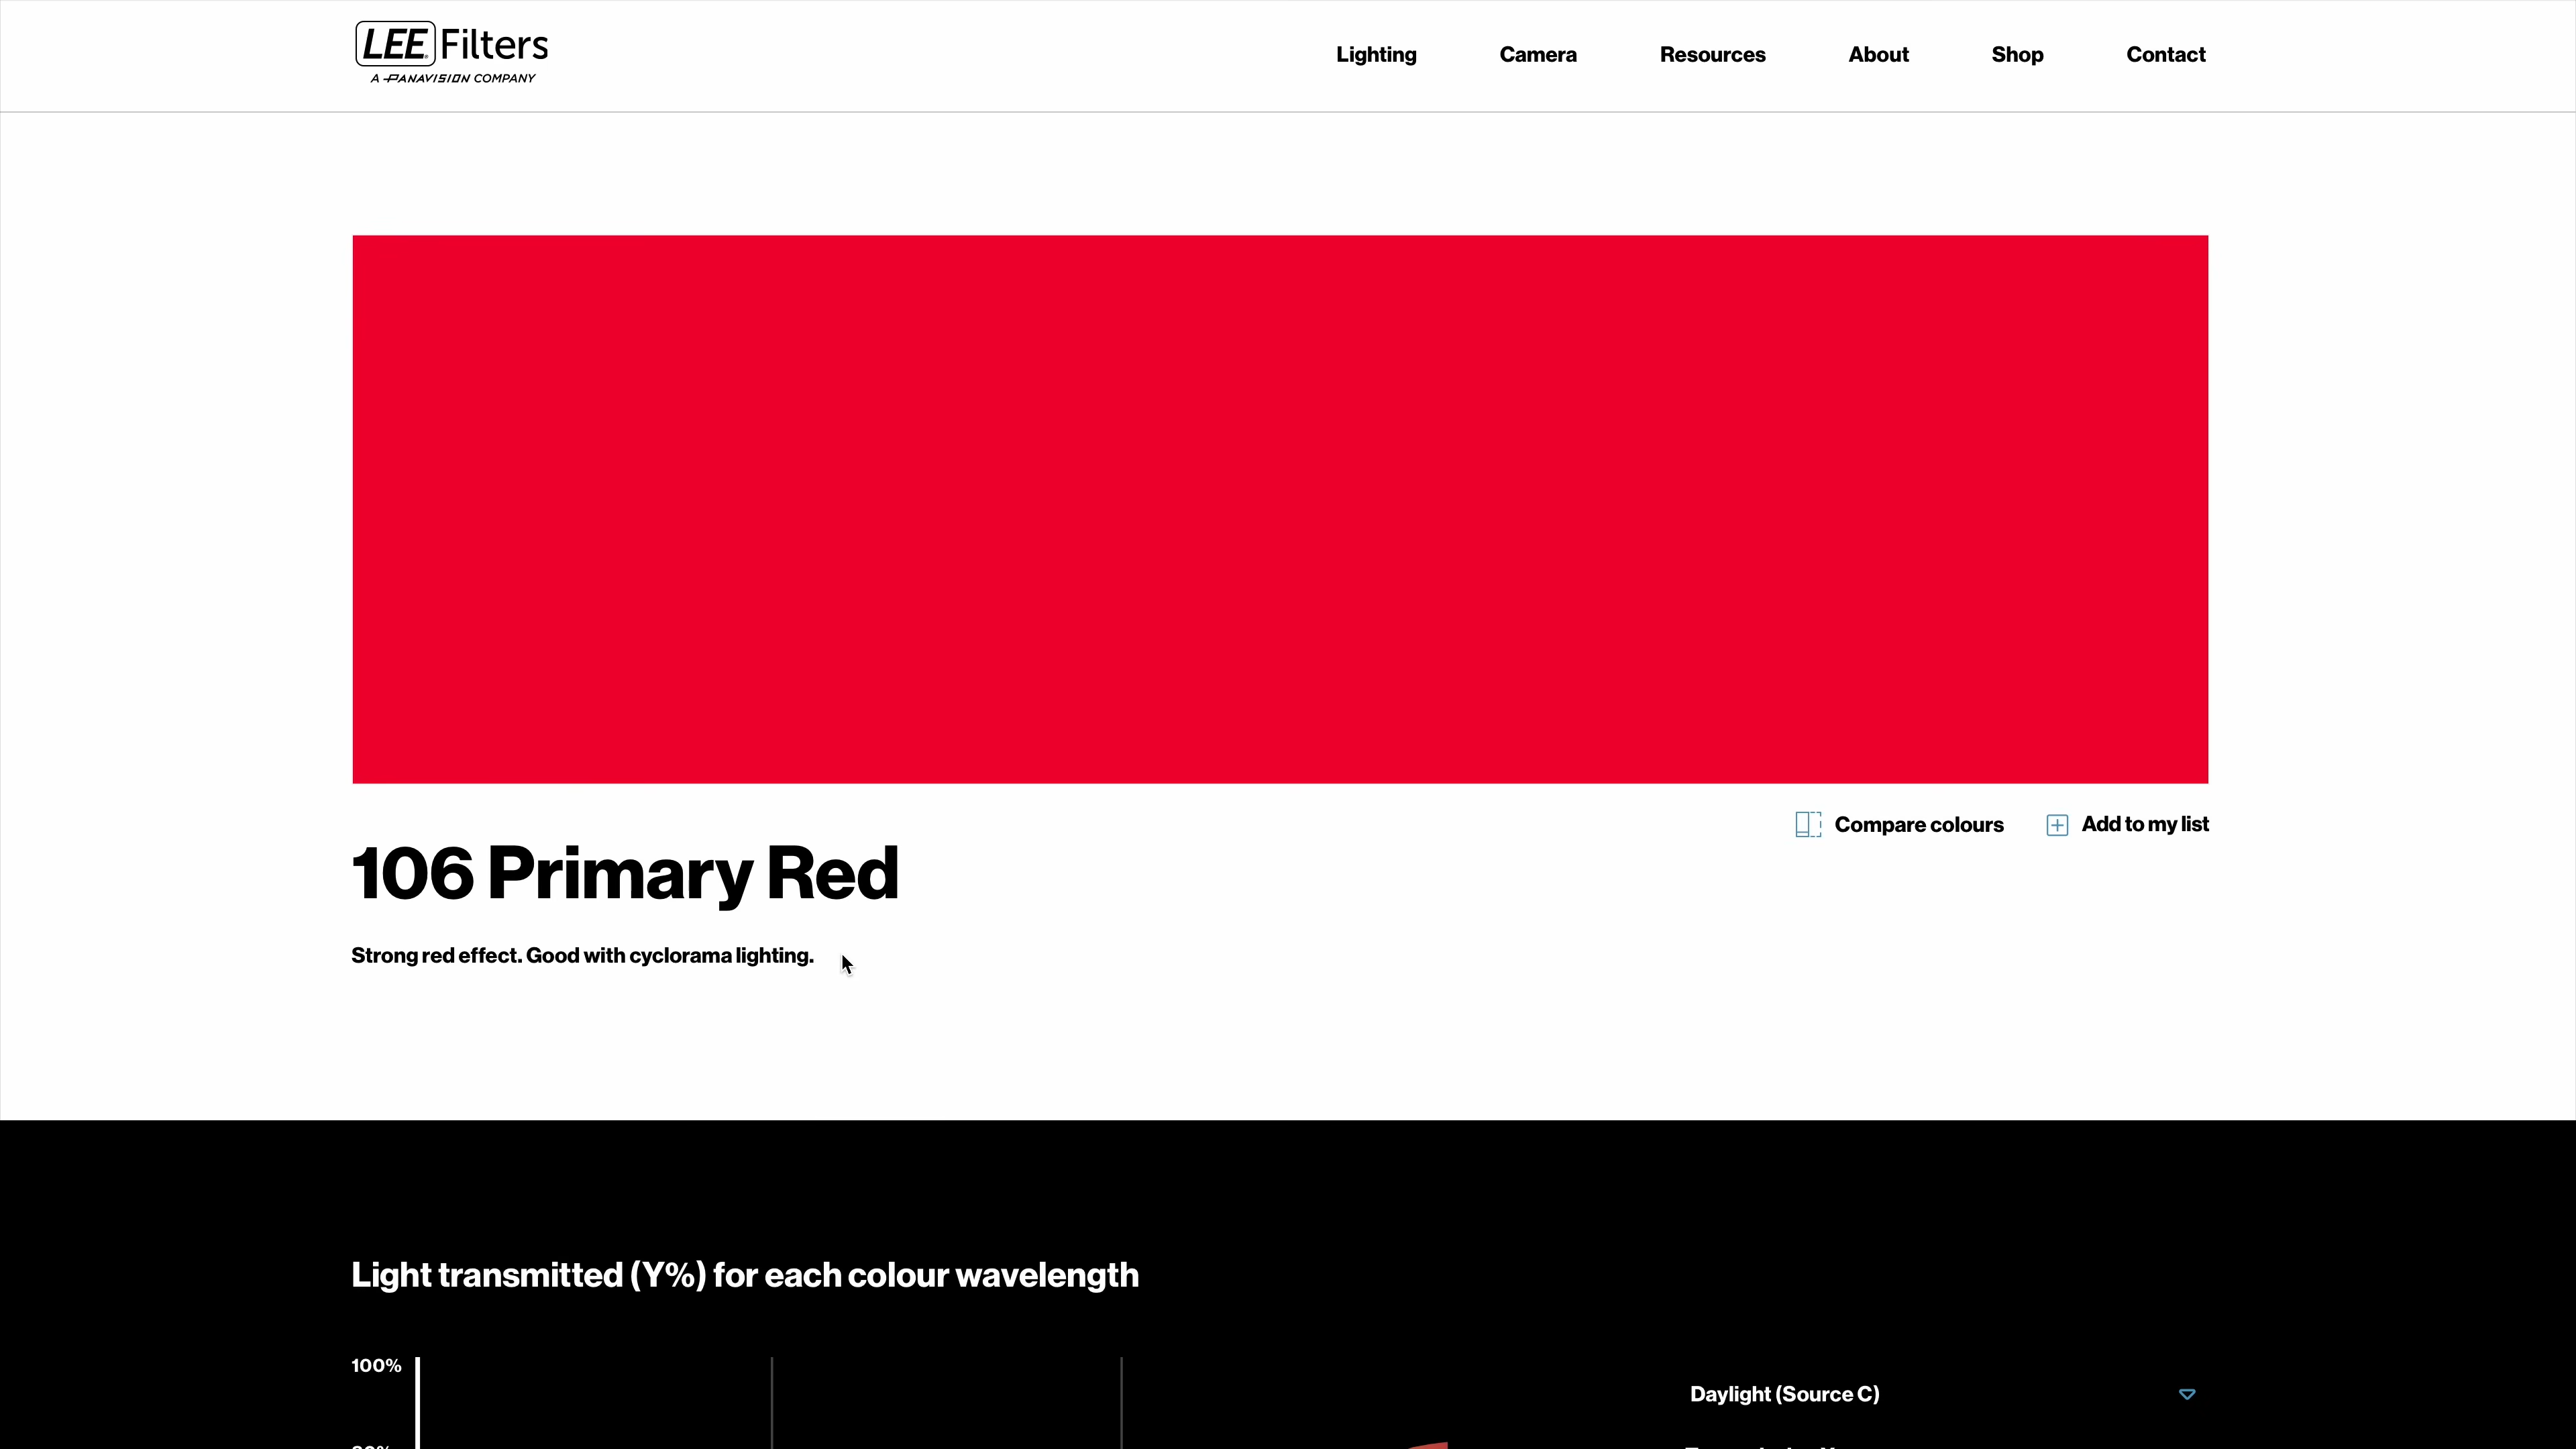 LEE Filters
A PANAVISION COMPANY
Lighting Camera Resources About Shop Contact
Compare colours Add to my list
106 Primary Red
Strong red effect. Good with cyclorama lighting.
Light transmitted (Y%) for each colour wavelength
100%
Daylight (Source C)